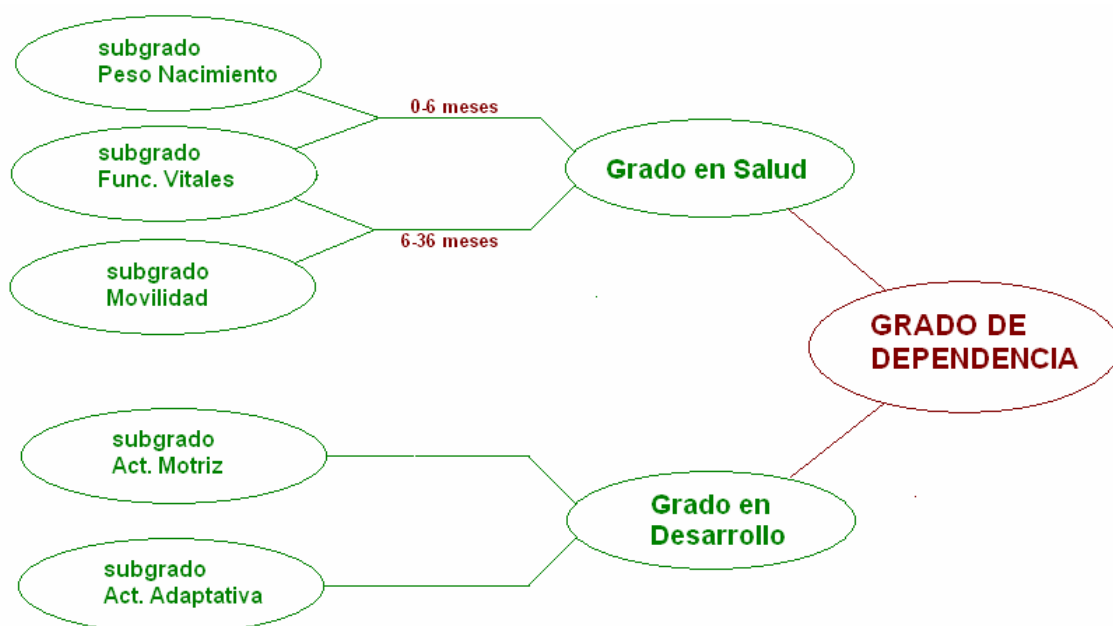 subgrado
Peso Nacimiento
0-6 meses
subgrado
Func. Vitales
Grado en Salud
6-36 meses
subgrado
Movilidad
GRADO DE
DEPENDENCIA
subgrado
Act. Motriz
Grado en
Desarrollo
subgrado
Act. Adaptativa